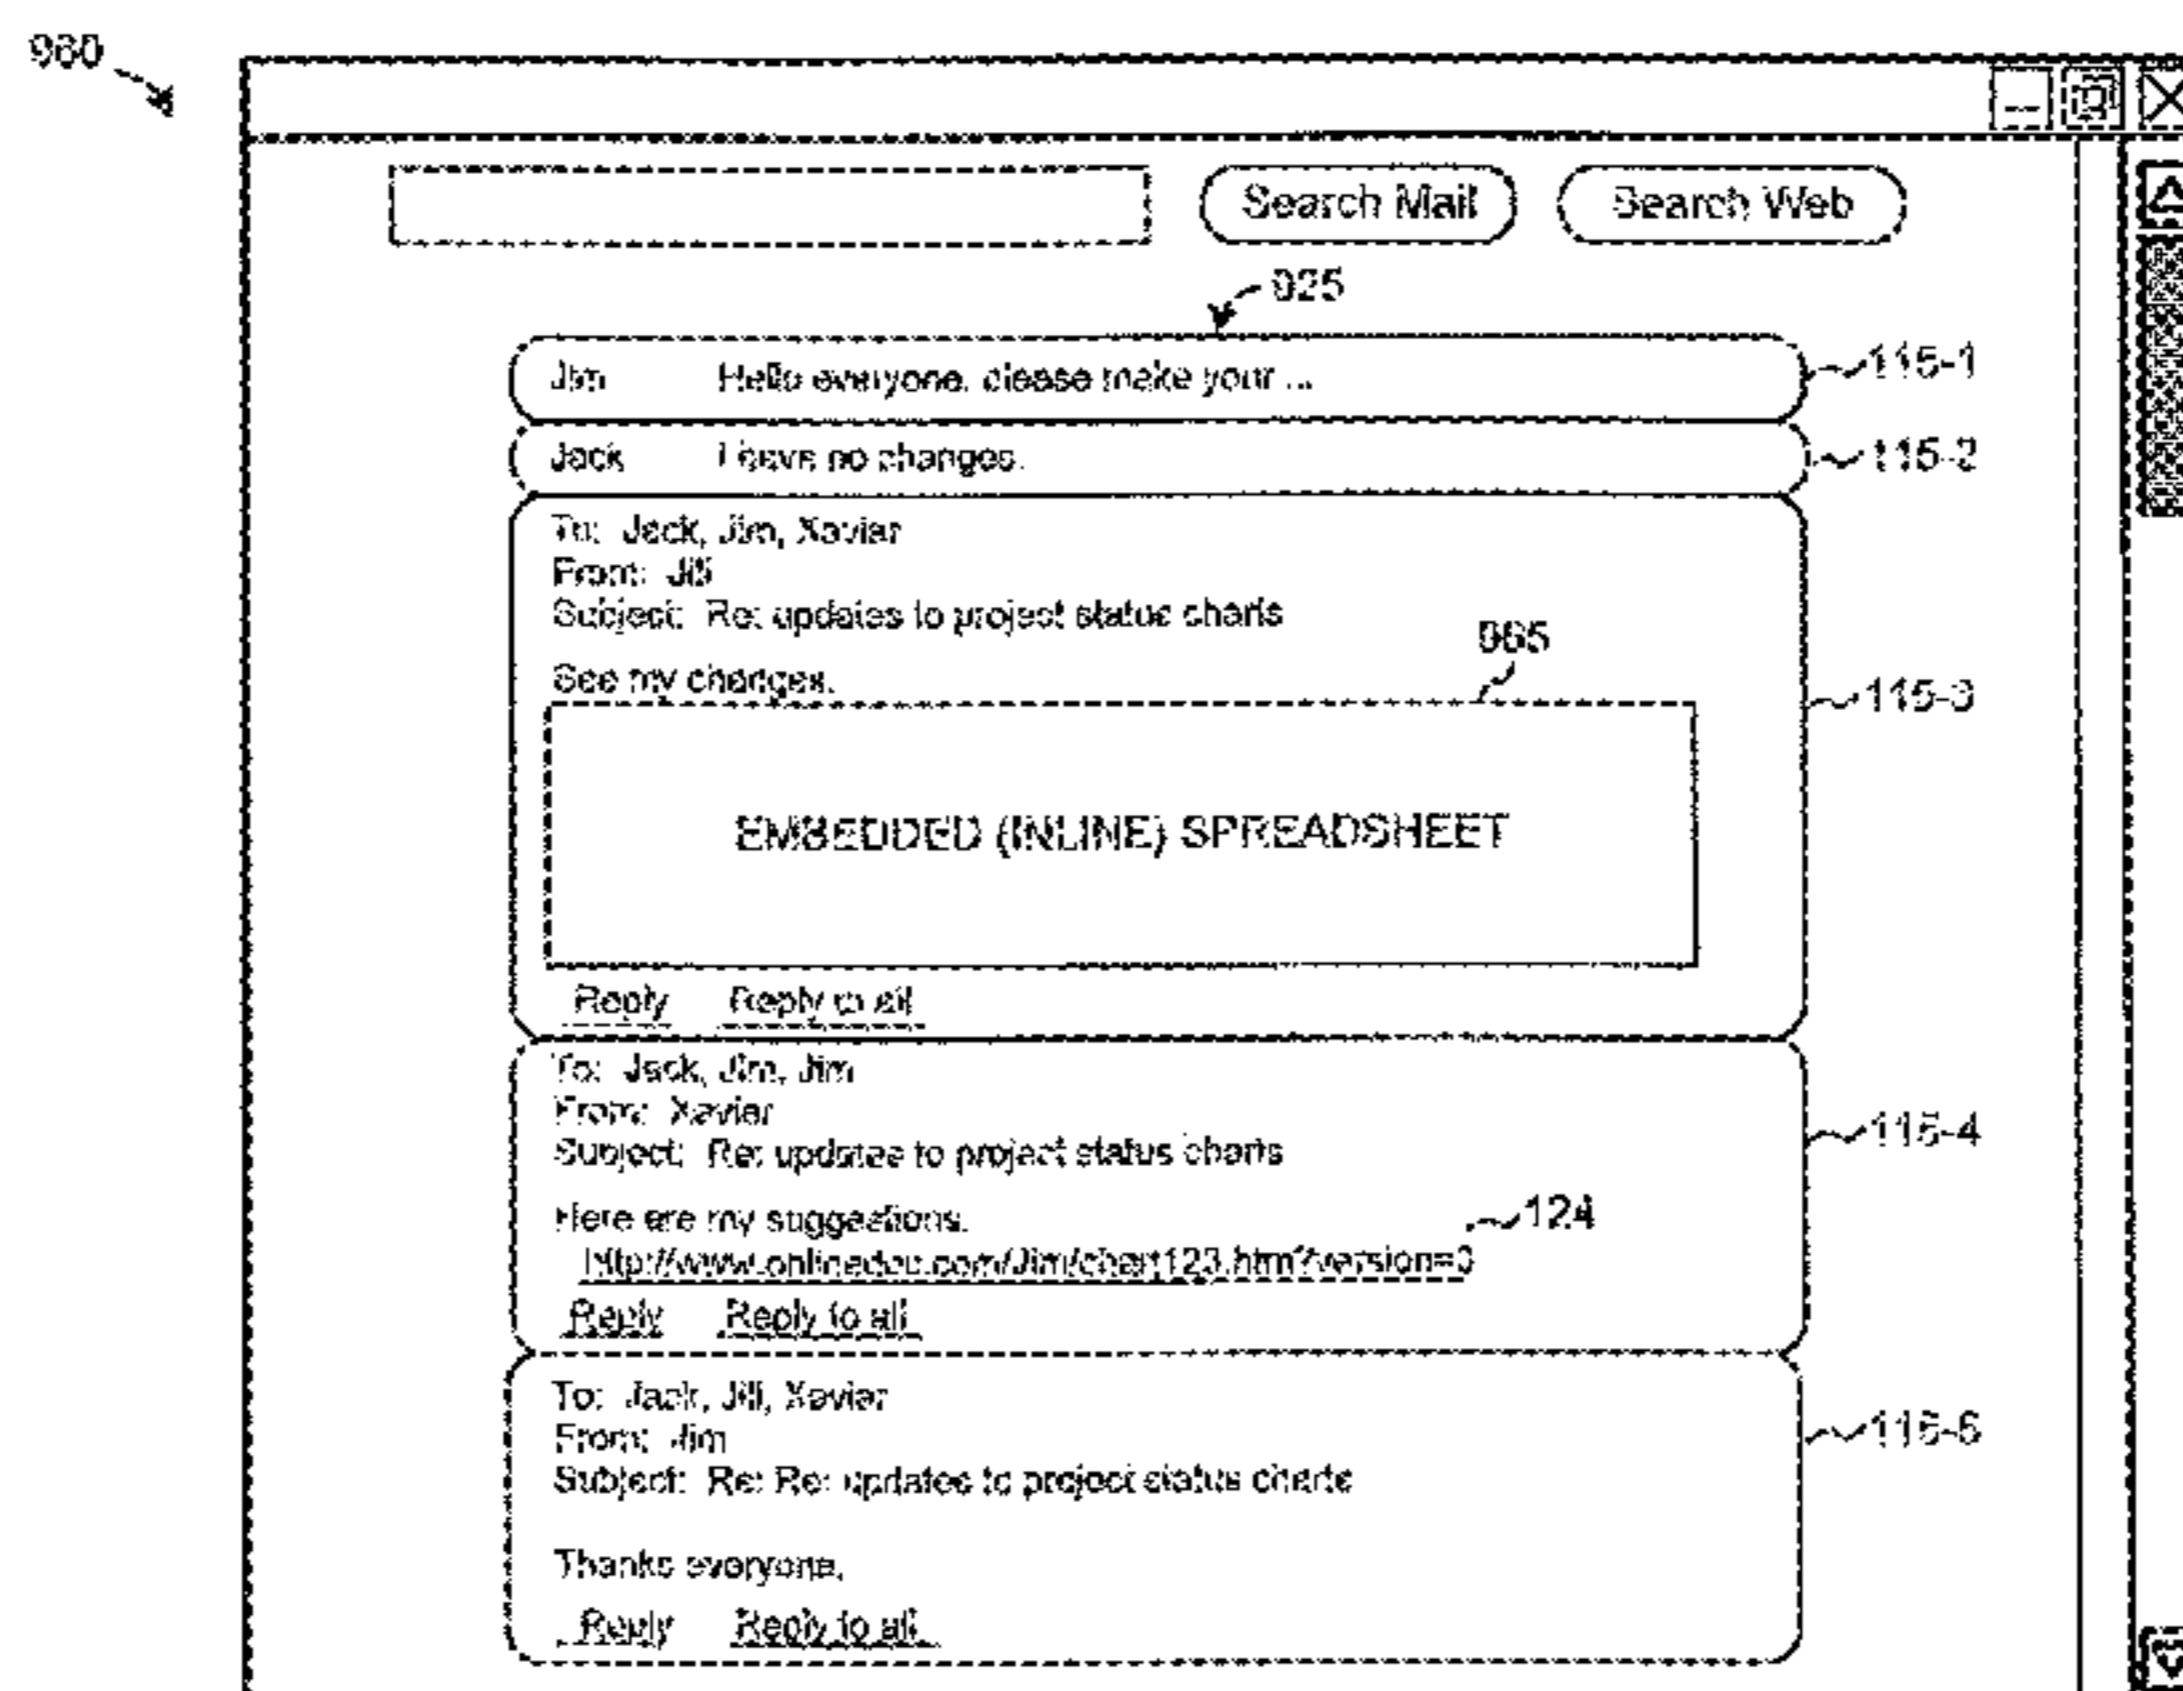 960
Search Mail Search Web
925
Jim Hello everyone, please make your ... 115-1
Jack I have no changes. 115-2
To: Jack, Jim, Xavier
From: Jill
Subject: Re: updates to project status charts
965
See my changes.
115-3
EMBEDDED (INLINE) SPREADSHEET
Reply Reply to all
To: Jack, Jim, Jim
From: Xavier
115-4
Subject: Re: updates to project status charts
Here are my suggestions.
124
http://www.onlinedoc.com/Jim/chart123.htm?version=3
Reply Reply to all
To: Jack, Jill, Xavier
From: Jim
Subject: Re: Re: updates to project status charts
Thanks everyone.
Reply Reply to all